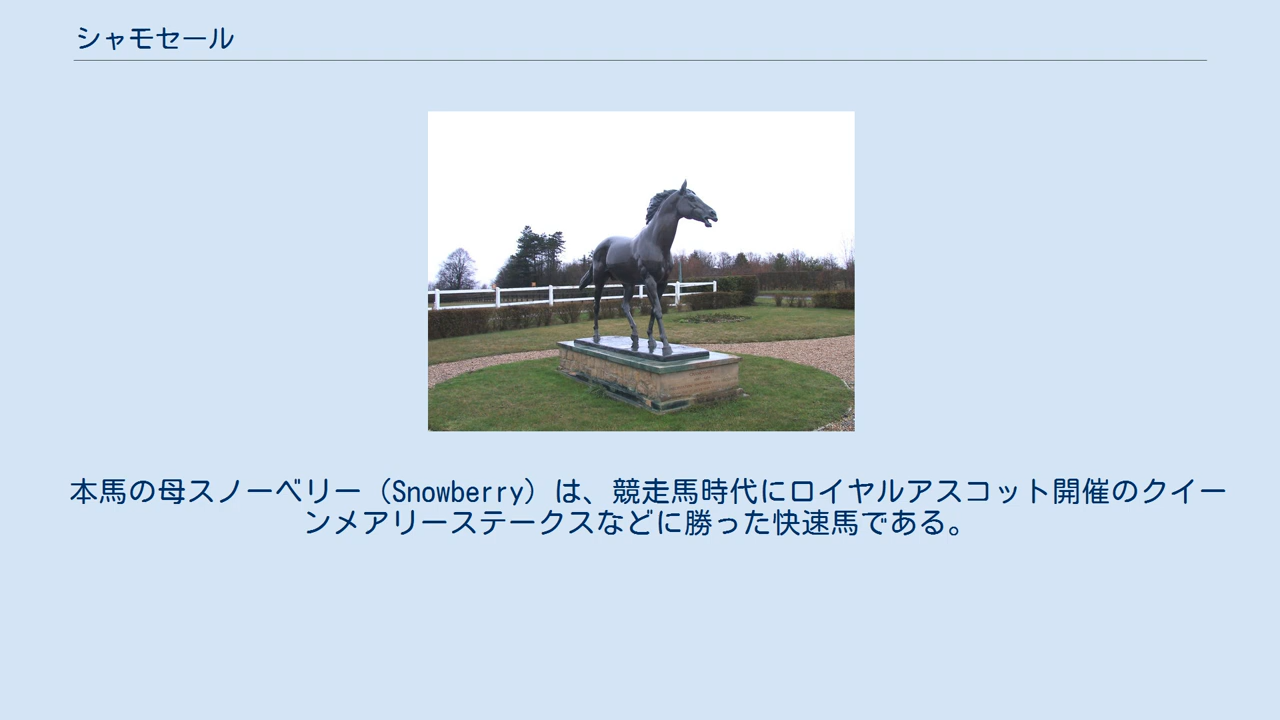 シャモセール
本馬の母スノーベリー（Snowberry）は、競走馬時代にロイヤルアスコット開催のクイー
ンメアリーステークスなどに勝った快速馬である。